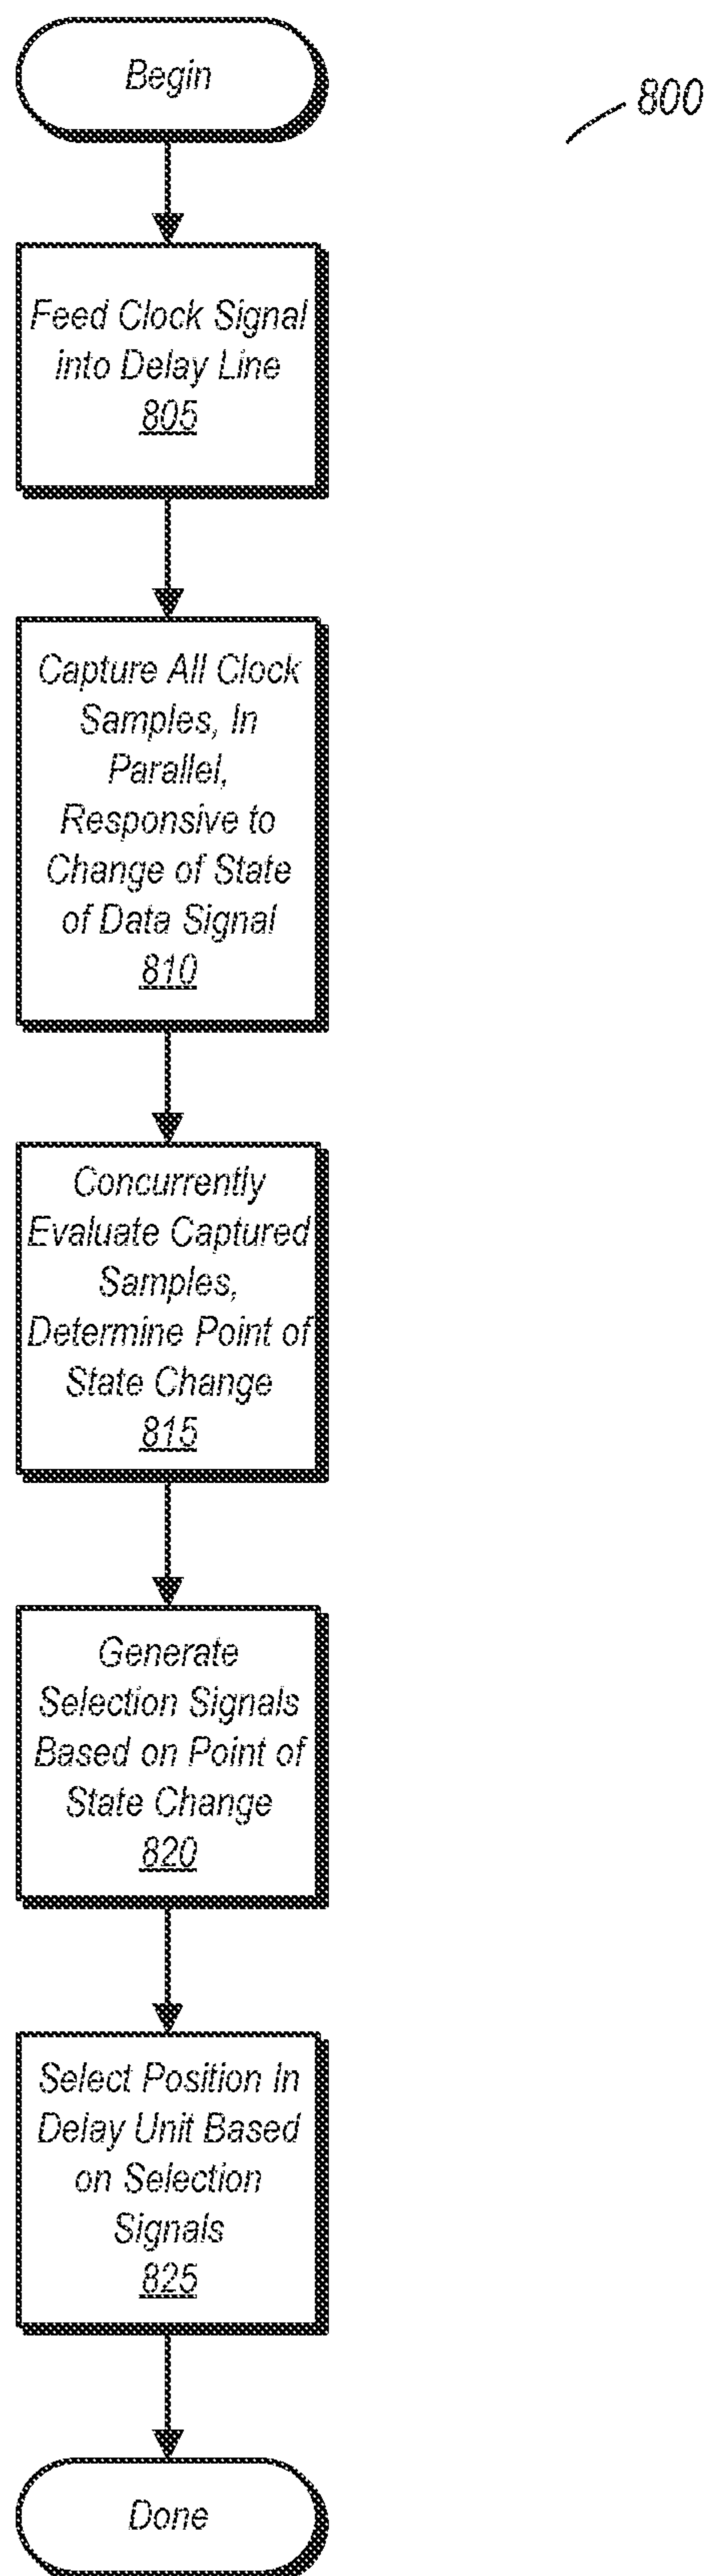 Begin
800
Feed Clock Signal
into Delay Line
805
Capture All Clock
Samples, In
Parallel,
Responsive to
Change of State
of Data Signal
810
Concurrently
Evaluate Captured
Samples,
Determine Point of
State Change
815
Generate
Selection Signals
Based on Point of
State Change
820
Select Position In
Delay Unit Based
on Selection
Signals
825
Done